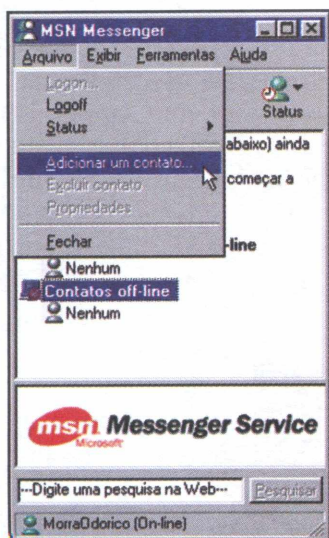 MSN Messenger
Arquivo Exibir Ferramentas Ajuda
Logon...
Logoff
Status
Adicionar um contato...
Excluir contato
Propriedades
Fechar
Status
abaixo) ainda
começar a
-line
Nenhum
Contatos off-line
Nenhum
msn Messenger Service
Microsoft
---Digite uma pesquisa na Web--- Pesquisar
MorraOdorico (On-line)